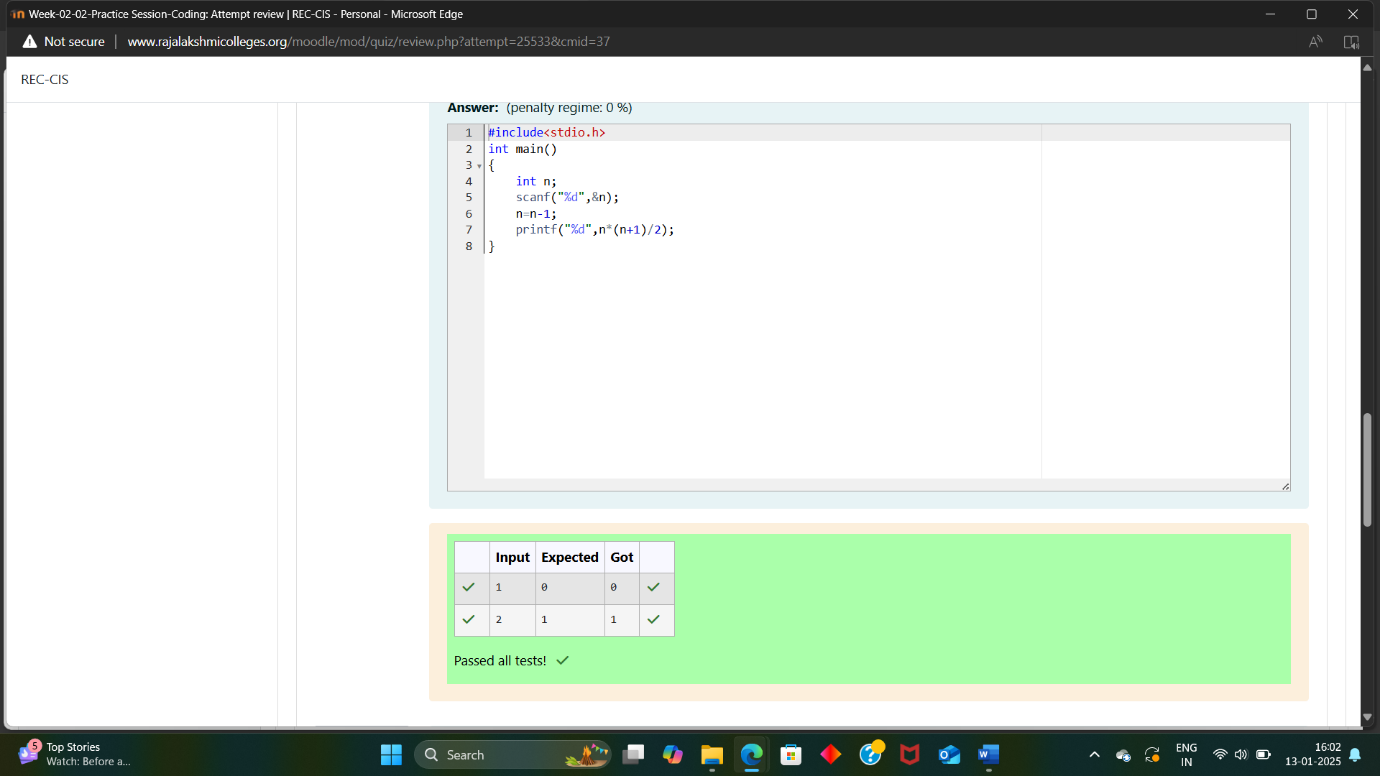 Week-02-02-Practice Session-Coding: Attempt review | REC-CIS - Personal - Microsoft Edge
Not secure | www.rajalakshmicolleges.org/moodle/mod/quiz/review.php?attempt=25533&cmid=37
REC-CIS
Answer: (penalty regime: 0 %)
1 #include<stdio.h>
2 int main()
3 {
4 int n;
5 scanf("%d",&n);
6 n=n-1;
7 printf("%d",n*(n+1)/2);
8 }
Input Expected Got
1 0 0
2 1 1
Passed all tests!
5 Top Stories
Watch: Before a...
Search
ENG
IN
16:02
13-01-2025